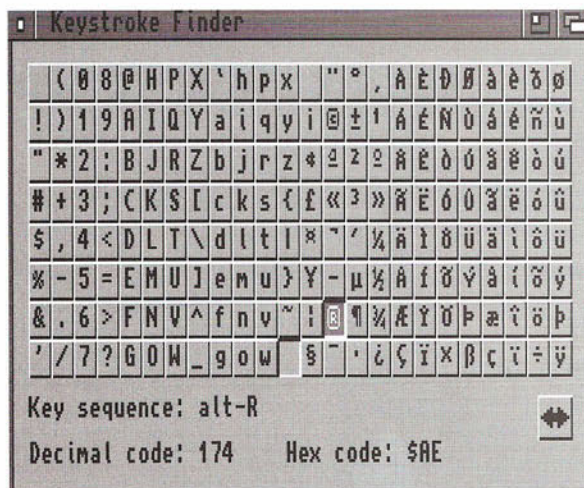 Keystroke Finder
( 0 8 @ H P X ` h p x ¨ ° ¸ À È Ð Ø à è ð ø
! ) 1 9 A I Q Y a i q y ¡ © ± ¹ Á É Ñ Ù á é ñ ù
" * 2 : B J R Z b j r z ¢ ª ² º Â Ê Ò Ú â ê ò ú
# + 3 ; C K S [ c k s { £ « ³ » Ã Ë Ó Û ã ë ó û
$ , 4 < D L T \ d l t | ¤ ¬ ´ ¼ Ä Ì Ô Ü ä ì ô ü
% - 5 = E M U ] e m u } ¥ - µ ½ Å Í Õ Ý å í õ ý
& . 6 > F N V ^ f n v ~ ¦ ® ¶ ¾ Æ Î Ö Þ æ î ö þ
' / 7 ? G O W _ g o w § ¯ · ¿ Ç Ï × ß ç ï ÷ ÿ
Key sequence: alt-R
Decimal code: 174 Hex code: $AE